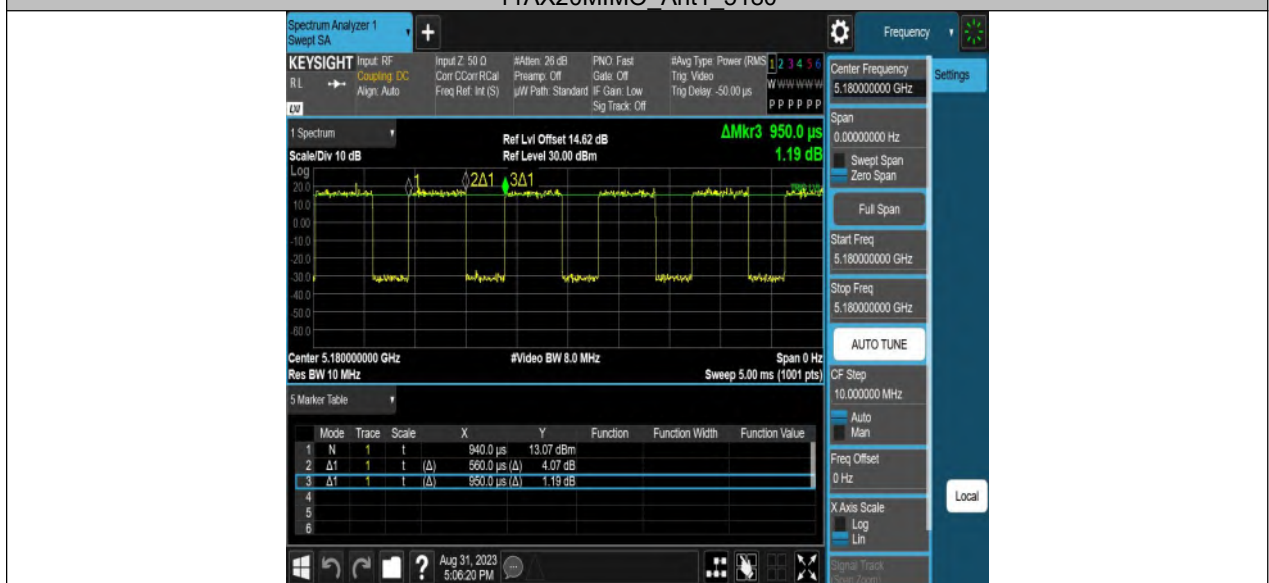 11AX20MIMO_Ant1_5180
Spectrum Analyzer 1
Swept SA
+
Frequency
KEYSIGHT
RL
LXI
Input: RF
Coupling: DC
Align: Auto
Input Z: 50 Ω
Corr CCorr RCal
Freq Ref: Int (S)
#Atten: 26 dB
Preamp: Off
µW Path: Standard
PNO: Fast
Gate: Off
IF Gain: Low
Sig Track: Off
#Avg Type: Power (RMS
Trig: Video
Trig Delay: -50.00 µs
1 2 3 4 5 6
W W W W W W
P P P P P P
Center Frequency
5.180000000 GHz
Settings
1 Spectrum
Ref Lvl Offset 14.62 dB
ΔMkr3 950.0 µs
Scale/Div 10 dB
Ref Level 30.00 dBm
1.19 dB
Log
1
2Δ1
3Δ1
20.0
10.0
0.00
-10.0
-20.0
-30.0
-40.0
-50.0
-60.0
Center 5.180000000 GHz
#Video BW 8.0 MHz
Span 0 Hz
Res BW 10 MHz
Sweep 5.00 ms (1001 pts)
Span
0.00000000 Hz
Swept Span
Zero Span
Full Span
Start Freq
5.180000000 GHz
Stop Freq
5.180000000 GHz
AUTO TUNE
CF Step
10.000000 MHz
Auto
Man
Freq Offset
0 Hz
X Axis Scale
Log
Lin
Signal Track
(Span Zoom)
Local
5 Marker Table
Mode Trace Scale X Y Function Function Width Function Value
1 N 1 t 940.0 µs 13.07 dBm
2 Δ1 1 t (Δ) 560.0 µs (Δ) 4.07 dB
3 Δ1 1 t (Δ) 950.0 µs (Δ) 1.19 dB
4
5
6
?
Aug 31, 2023
5:06:20 PM